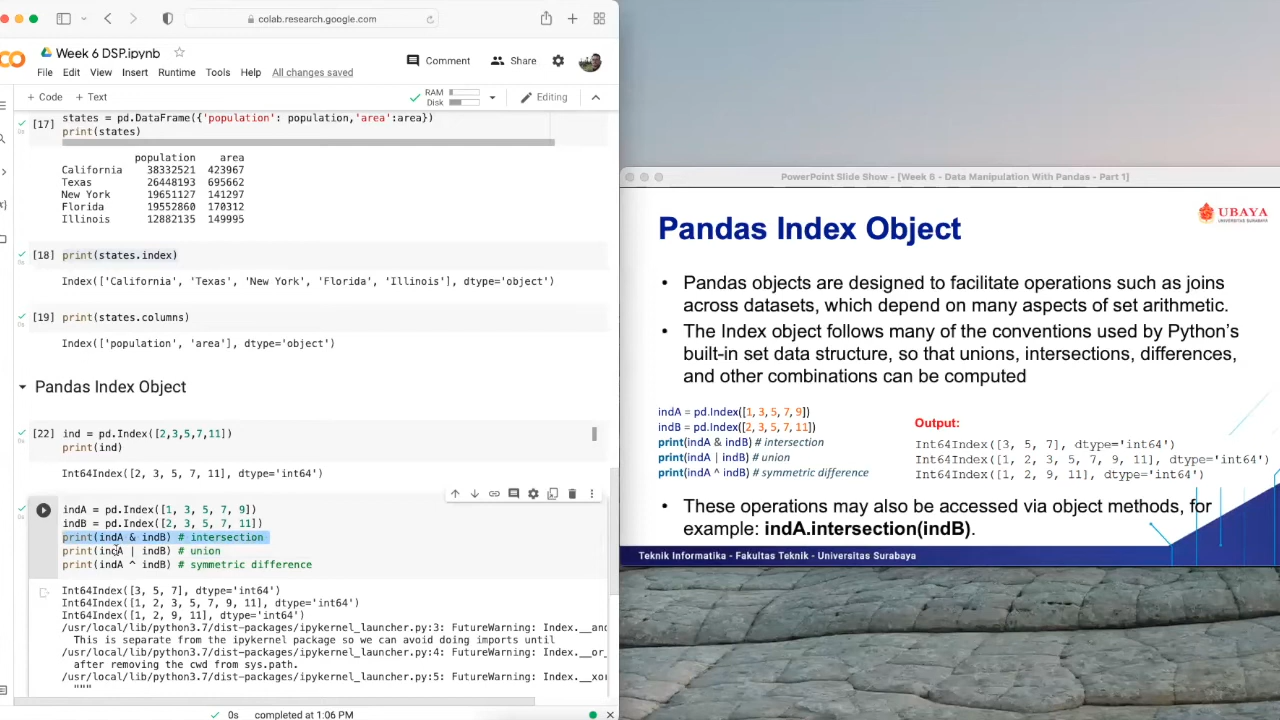 colab.research.google.com
Week 6 DSP.ipynb
Comment
Share
File Edit View Insert Runtime Tools Help All changes saved
+ Code + Text
RAM
Disk
Editing
[17] states = pd.DataFrame({'population': population,'area':area})
print(states)
population area
California 38332521 423967
Texas 26448193 695662
New York 19651127 141297
Florida 19552860 170312
Illinois 12882135 149995
[18] print(states.index)
Index(['California', 'Texas', 'New York', 'Florida', 'Illinois'], dtype='object')
[19] print(states.columns)
Index(['population', 'area'], dtype='object')
Pandas Index Object
[22] ind = pd.Index([2,3,5,7,11])
print(ind)
Int64Index([2, 3, 5, 7, 11], dtype='int64')
indA = pd.Index([1, 3, 5, 7, 9])
indB = pd.Index([2, 3, 5, 7, 11])
print(indA & indB) # intersection
print(indA | indB) # union
print(indA ^ indB) # symmetric difference
Int64Index([3, 5, 7], dtype='int64')
Int64Index([1, 2, 3, 5, 7, 9, 11], dtype='int64')
Int64Index([1, 2, 9, 11], dtype='int64')
/usr/local/lib/python3.7/dist-packages/ipykernel_launcher.py:3: FutureWarning: Index.__and
This is separate from the ipykernel package so we can avoid doing imports until
/usr/local/lib/python3.7/dist-packages/ipykernel_launcher.py:4: FutureWarning: Index.__or_
after removing the cwd from sys.path.
/usr/local/lib/python3.7/dist-packages/ipykernel_launcher.py:5: FutureWarning: Index.__xor
"""
0s completed at 1:06 PM
PowerPoint Slide Show - [Week 6 - Data Manipulation With Pandas - Part 1]
UBAYA
UNIVERSITAS SURABAYA
Pandas Index Object
• Pandas objects are designed to facilitate operations such as joins
across datasets, which depend on many aspects of set arithmetic.
• The Index object follows many of the conventions used by Python's
built-in set data structure, so that unions, intersections, differences,
and other combinations can be computed
indA = pd.Index([1, 3, 5, 7, 9])
indB = pd.Index([2, 3, 5, 7, 11])
print(indA & indB) # intersection
print(indA | indB) # union
print(indA ^ indB) # symmetric difference
Output:
Int64Index([3, 5, 7], dtype='int64')
Int64Index([1, 2, 3, 5, 7, 9, 11], dtype='int64')
Int64Index([1, 2, 9, 11], dtype='int64')
• These operations may also be accessed via object methods, for
example: indA.intersection(indB).
Teknik Informatika - Fakultas Teknik - Universitas Surabaya